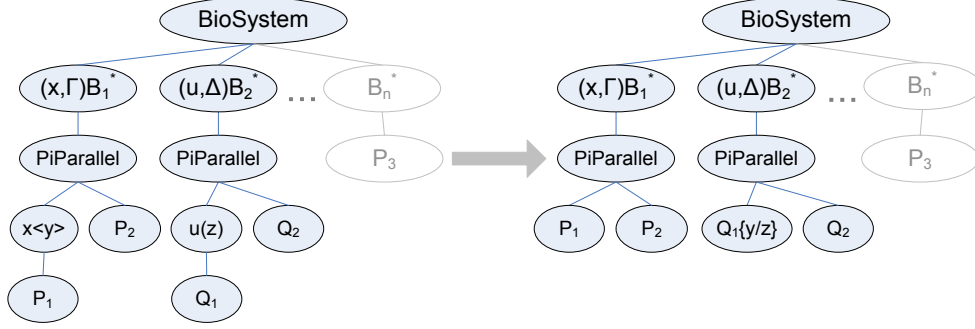 BioSystem
(x,Γ)B₁*
(u,Δ)B₂*
...
Bₙ*
PiParallel
PiParallel
P₃
x<y>
P₂
u(z)
Q₂
P₁
Q₁
BioSystem
(x,Γ)B₁*
(u,Δ)B₂*
...
Bₙ*
PiParallel
PiParallel
P₃
P₁
P₂
Q₁{y/z}
Q₂